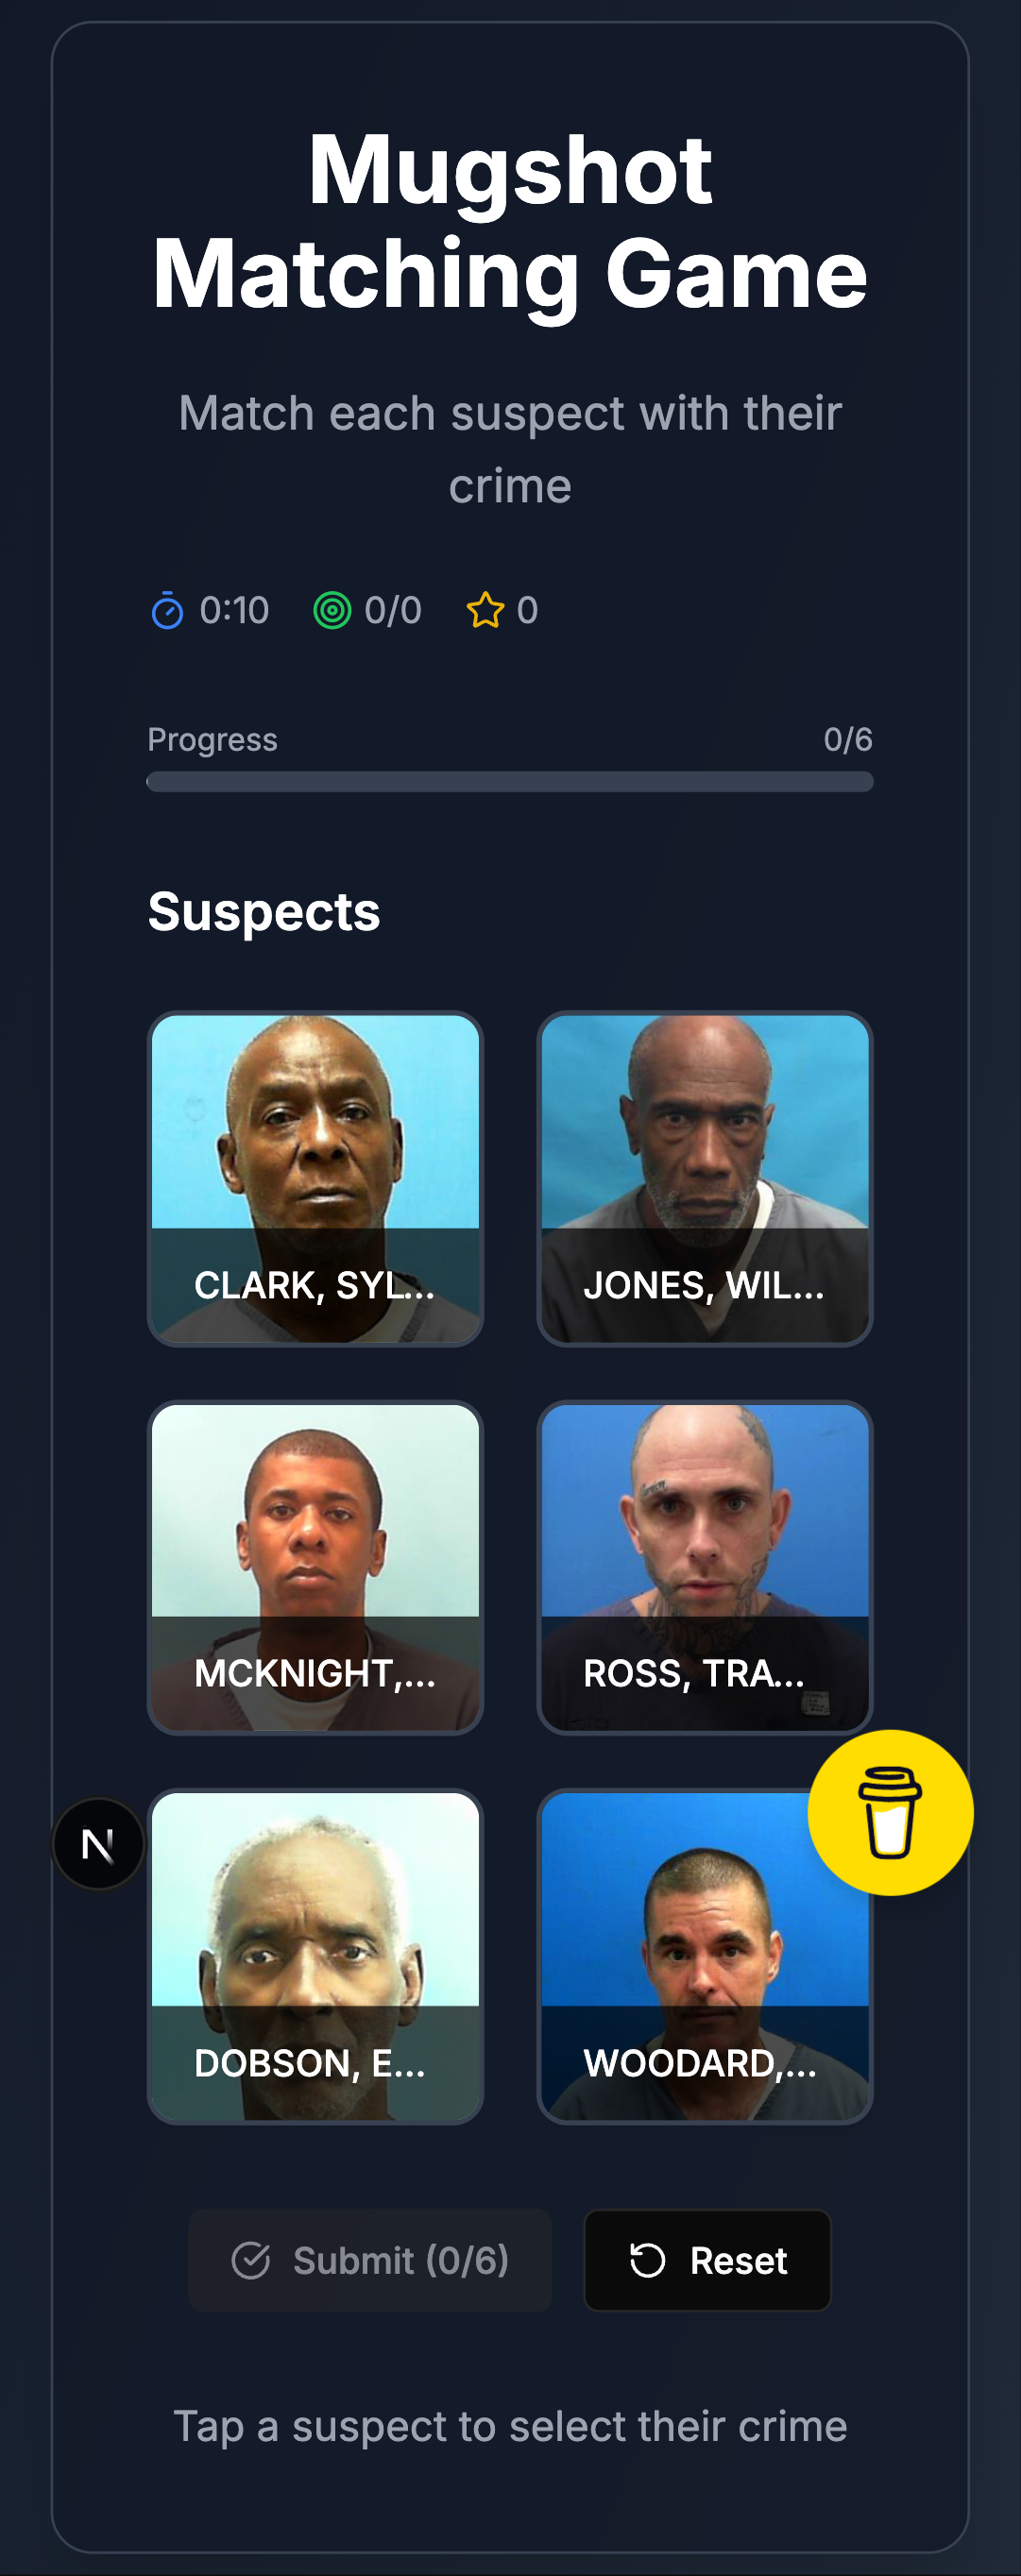 Mugshot
Matching Game
Match each suspect with their
crime
0:10 0/0 0
Progress 0/6
Suspects
CLARK, SYL... JONES, WIL...
MCKNIGHT,... ROSS, TRA...
N
DOBSON, E... WOODARD,...
Submit (0/6) Reset
Tap a suspect to select their crime